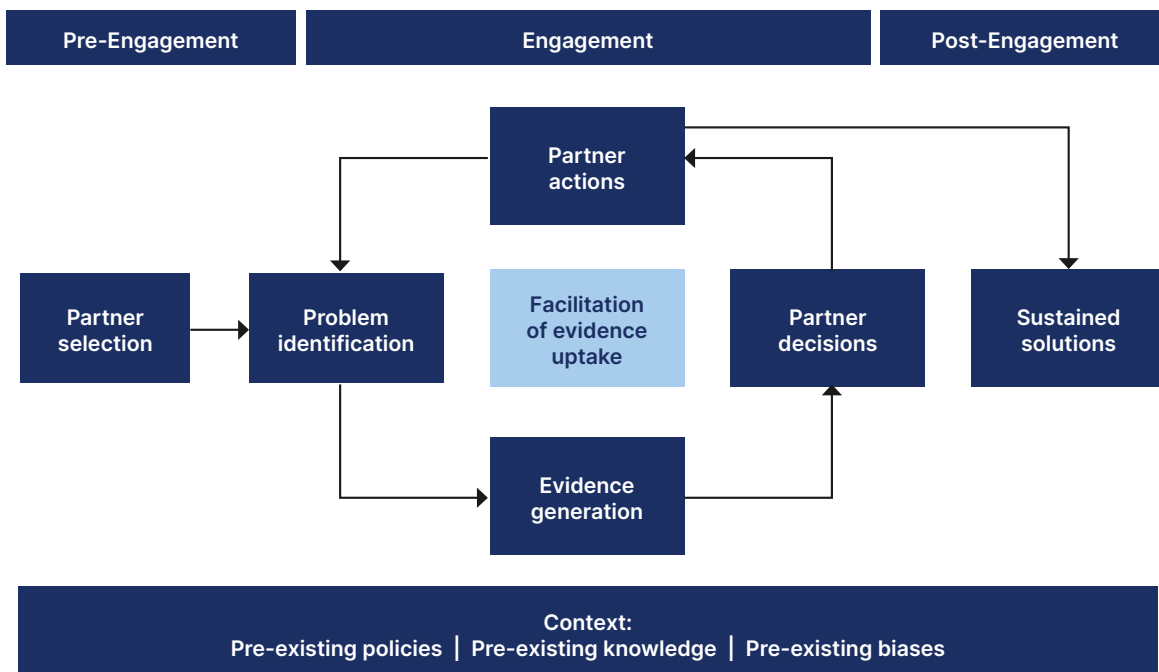 Pre-Engagement
Engagement
Post-Engagement
Partner
actions
Partner
selection
Problem
identification
Facilitation
of evidence
uptake
Partner
decisions
Sustained
solutions
Evidence
generation
Context:
Pre-existing policies | Pre-existing knowledge | Pre-existing biases